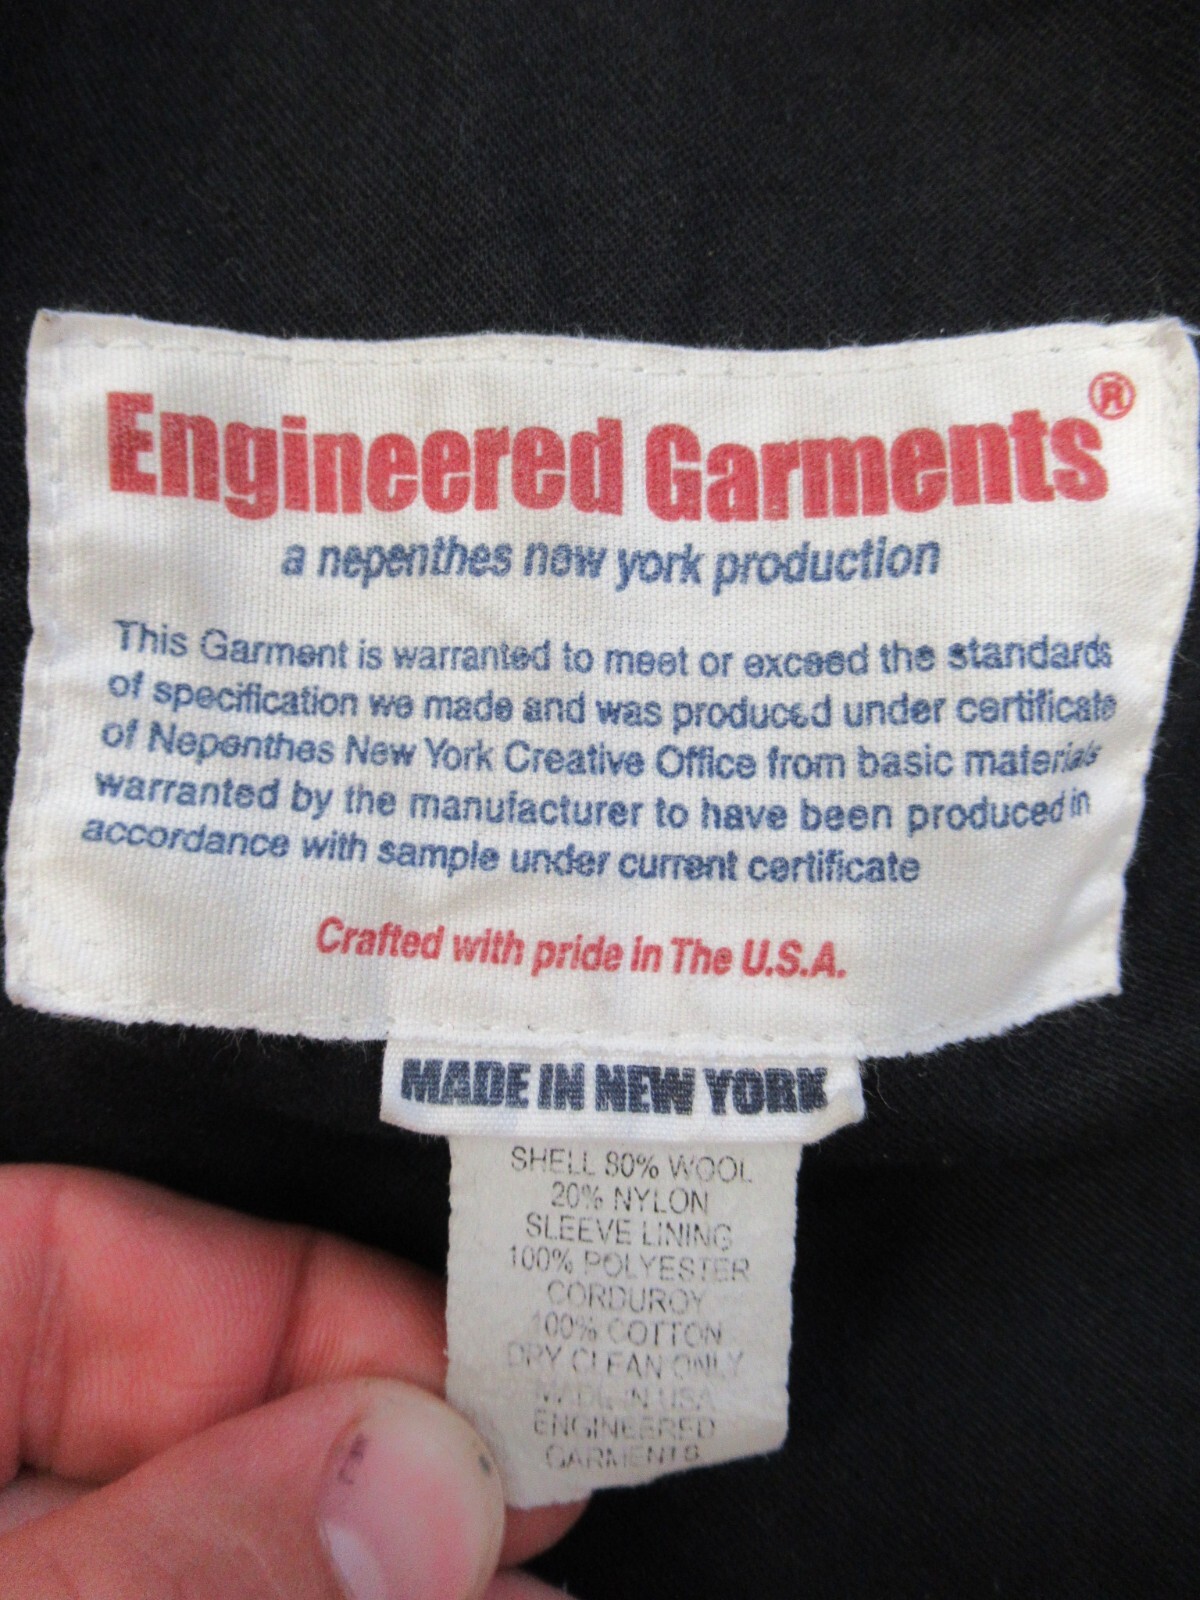 Engineered Garments®
a nepenthes new york production
This Garment is warranted to meet or exceed the standards
of specification we made and was produced under certificate
of Nepenthes New York Creative Office from basic materials
warranted by the manufacturer to have been produced in
accordance with sample under current certificate
Crafted with pride in The U.S.A.
MADE IN NEW YORK
SHELL 80% WOOL
20% NYLON
SLEEVE LINING
100% POLYESTER
CORDUROY
100% COTTON
DRY CLEAN ONLY
MADE IN USA
ENGINEERED
GARMENTS